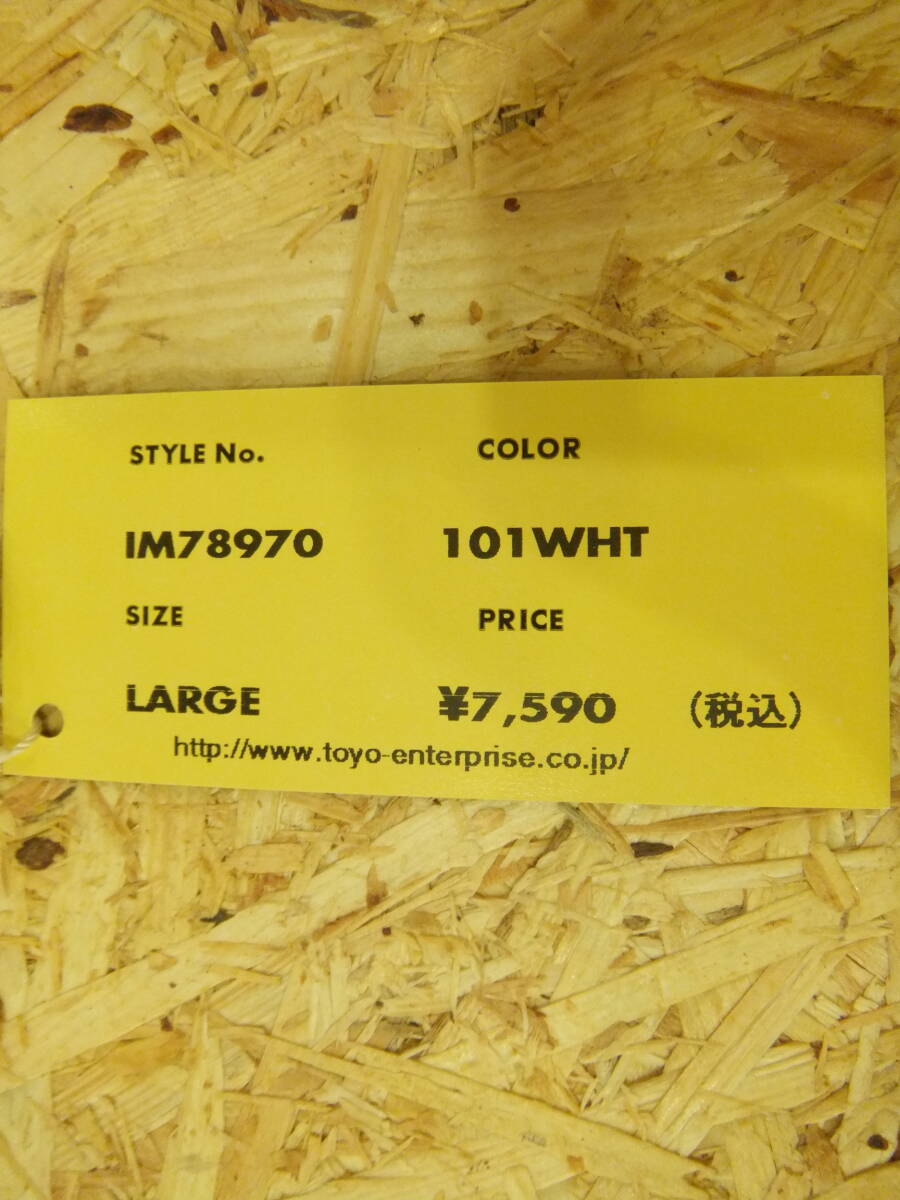 STYLE No. COLOR
IM78970 101WHT
SIZE PRICE
LARGE ¥7,590 (税込)
http://www.toyo-enterprise.co.jp/